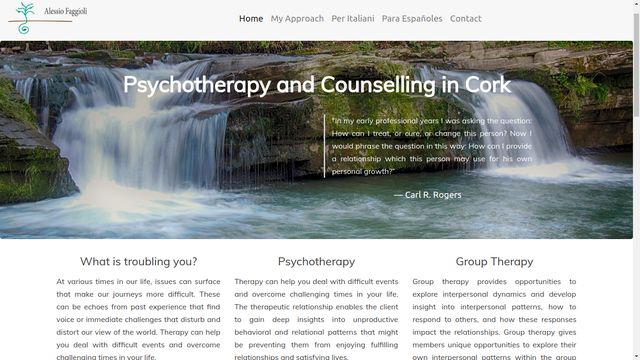 Alessio Faggioli
Home My Approach Per Italiani Para Españoles Contact
Psychotherapy and Counselling in Cork
"In my early professional years I was asking the question:
How can I treat, or cure, or change this person? Now I
would phrase the question in this way: How can I provide
a relationship which this person may use for his own
personal growth?"
— Carl R. Rogers
What is troubling you?
At various times in our life, issues can surface
that make our journeys more difficult. These
can be echoes from past experience that find
voice or immediate challenges that disturb and
distort our view of the world. Therapy can help
you deal with difficult events and overcome
challenging times in your life.
Psychotherapy
Therapy can help you deal with difficult events
and overcome challenging times in your life.
The therapeutic relationship enables the client
to gain deep insights into unproductive
behavioral and relational patterns that might
be preventing them from enjoying fulfilling
relationships and satisfying lives.
Group Therapy
Group therapy provides opportunities to
explore interpersonal dynamics and develop
insight into interpersonal patterns, how to
respond to others, and how these responses
impact the relationships. Group therapy gives
members unique opportunities to explore their
own interpersonal patterns within the group